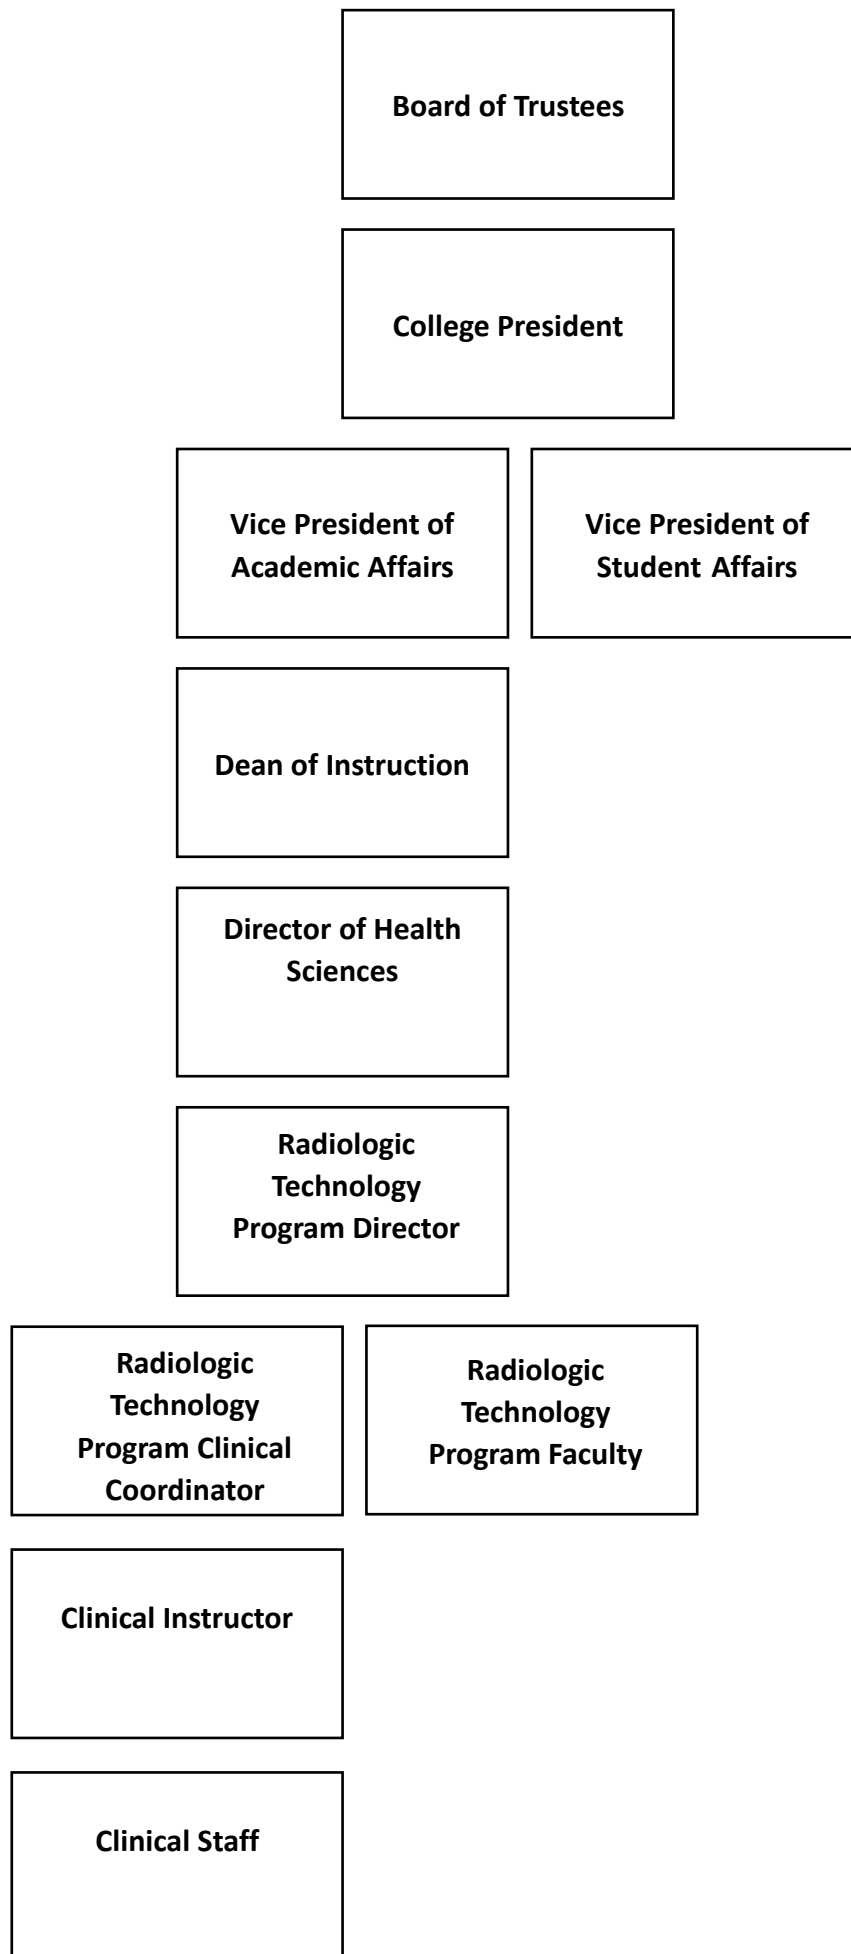 Board of Trustees
College President
Vice President of
Academic Affairs
Vice President of
Student Affairs
Dean of Instruction
Director of Health
Sciences
Radiologic
Technology
Program Director
Radiologic
Technology
Program Clinical
Coordinator
Radiologic
Technology
Program Faculty
Clinical Instructor
Clinical Staff